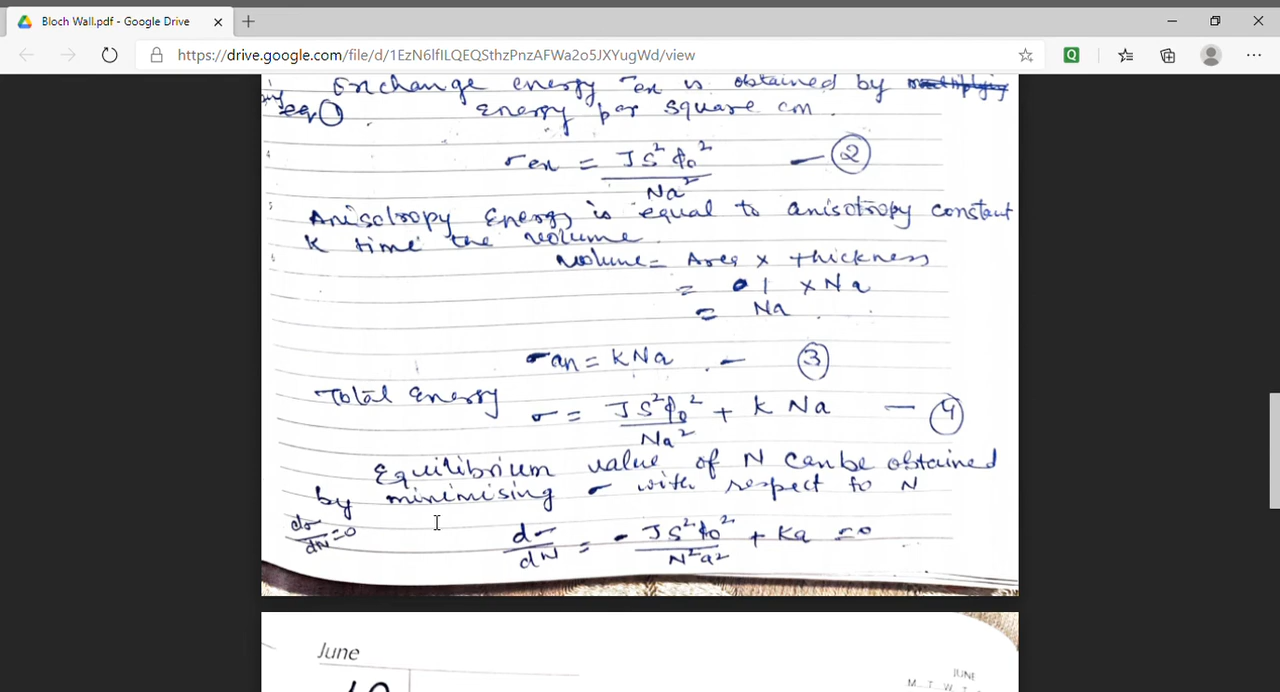 Bloch Wall.pdf - Google Drive
https://drive.google.com/file/d/1EzN6lfILQEQSthzPnzAFWa2o5JXYugWd/view
Exchange energy σex is obtained by multiplying
eq ① energy per square cm.
σex = JS²φ₀² / Na² — ②
Anisotropy Energy is equal to anisotropy constant
K time the volume.
Volume = Area x thickness
= 1 x Na
= Na.
σan = KNa — ③
Total Energy
σ = JS²φ₀² / Na² + K Na — ④
Equilibrium value of N can be obtained
by minimising σ with respect to N
dσ/dN = 0
dσ/dN = - JS²φ₀² / N²a² + Ka = 0
June
JUNE
M T W T